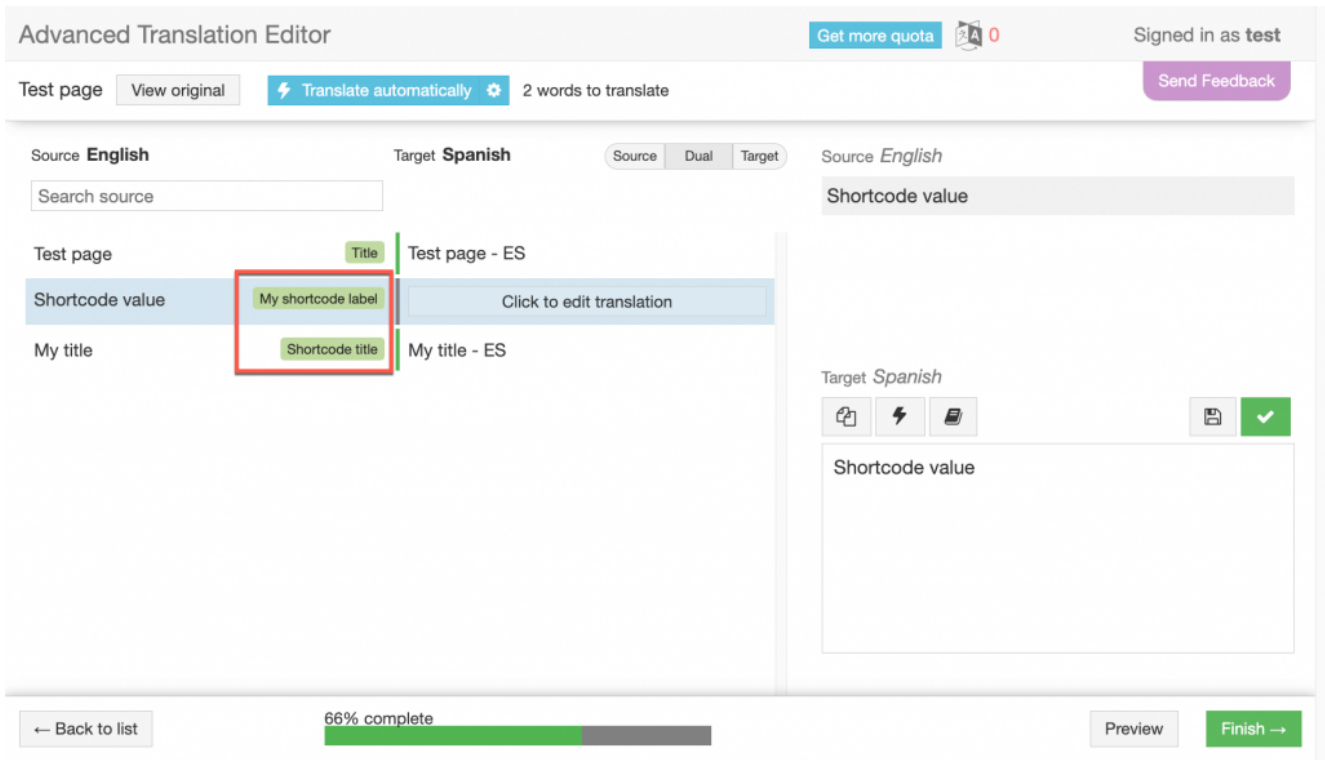 Advanced Translation Editor
Get more quota 0 Signed in as test
Test page View original Translate automatically 2 words to translate
Send Feedback
Source English Target Spanish Source Dual Target
Search source
Test page Title Test page - ES
Shortcode value My shortcode label Click to edit translation
My title Shortcode title My title - ES
Source English
Shortcode value
Target Spanish
Shortcode value
← Back to list 66% complete Preview Finish →